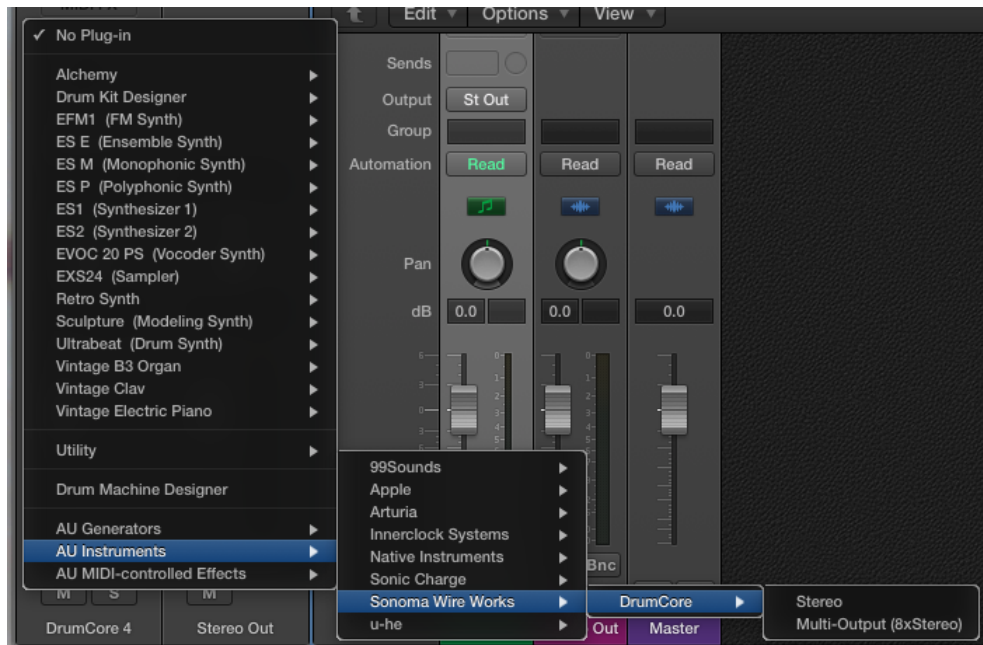 Edit Options View
✓ No Plug-in
Alchemy
Drum Kit Designer
EFM1 (FM Synth)
ES E (Ensemble Synth)
ES M (Monophonic Synth)
ES P (Polyphonic Synth)
ES1 (Synthesizer 1)
ES2 (Synthesizer 2)
EVOC 20 PS (Vocoder Synth)
EXS24 (Sampler)
Retro Synth
Sculpture (Modeling Synth)
Ultrabeat (Drum Synth)
Vintage B3 Organ
Vintage Clav
Vintage Electric Piano
Utility
Drum Machine Designer
AU Generators
AU Instruments
AU MIDI-controlled Effects
M S M
DrumCore 4 Stereo Out
Sends
Output St Out
Group
Automation Read Read Read
Pan
dB 0.0 0.0 0.0
99Sounds
Apple
Arturia
Innerclock Systems
Native Instruments
Sonic Charge
Sonoma Wire Works
u-he
Bnc
Out Master
DrumCore
Stereo
Multi-Output (8xStereo)